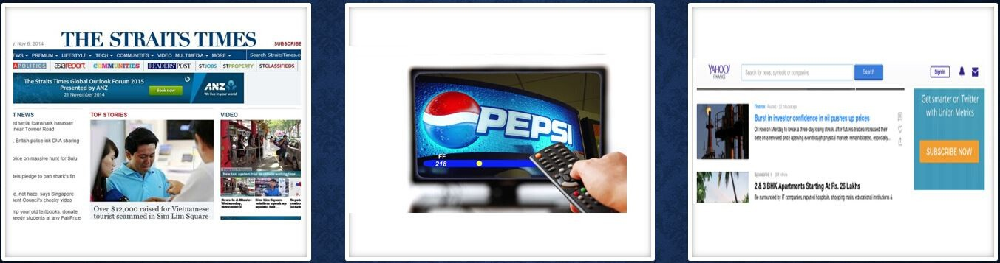 THE STRAITS TIMES
, Nov 6, 2014
SUBSCRIBE
EWS PREMIUM LIFESTYLE TECH COMMUNITIES VIDEO MULTIMEDIA MORE Search StraitsTimes.c
APOLITICS asiareport COMMUNITIES READERS' POST STJOBS STPROPERTY STCLASSIFIEDS
The Straits Times Global Outlook Forum 2015
Presented by ANZ
21 November 2014
Book now
ANZ
We live in your world
T NEWS
d serial loanshark harasser
near Towner Road
British police ink DNA sharing
lice on massive hunt for Sulu
tels pledge to ban shark's fin
e, not haze, says Singapore
ent Council's cheeky video
mp your old textbooks, donate
eedy students at any FairPrice
TOP STORIES
Over $12,000 raised for Vietnamese
tourist scammed in Sim Lim Square
VIDEO
New taxi system trial to reduce waiting time
News In A Minute:
Wednesday,
November 5
Sim Lim Square
retailers speak up
against bad ...
PEPSI
FF
218
YAHOO!
FINANCE
Search for news, symbols or companies
Search
Sign in
Finance Reuters 33 minutes ago
Burst in investor confidence in oil pushes up prices
Oil rose on Monday to break a three-day losing streak, after futures traders increased their
bets on a renewed price upswing even though physical markets remain bloated, especially...
Sponsored
2 & 3 BHK Apartments Starting At Rs. 26 Lakhs
Be surrounded by IT companies, reputed hospitals, shopping malls, educational institutions &
Get smarter on Twitter
with Union Metrics
SUBSCRIBE NOW